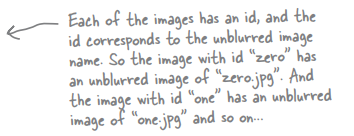 Each of the images has an id, and the
id corresponds to the unblurred image
name. So the image with id “zero” has
an unblurred image of “zero.jpg”. And
the image with id “one” has an unblurred
image of “one.jpg” and so on...